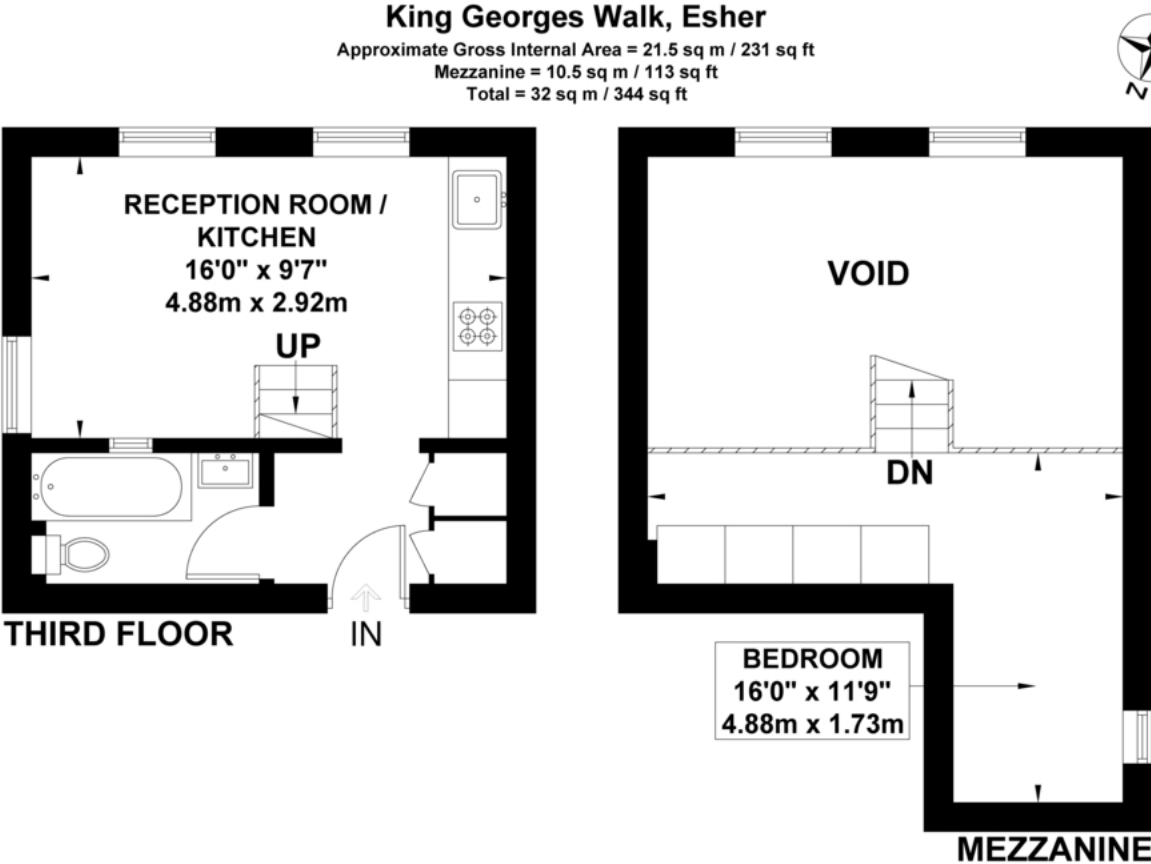 King Georges Walk, Esher
Approximate Gross Internal Area = 21.5 sq m / 231 sq ft
Mezzanine = 10.5 sq m / 113 sq ft
Total = 32 sq m / 344 sq ft
N
RECEPTION ROOM /
KITCHEN
16'0" x 9'7"
4.88m x 2.92m
UP
IN
THIRD FLOOR
VOID
DN
BEDROOM
16'0" x 11'9"
4.88m x 1.73m
MEZZANINE